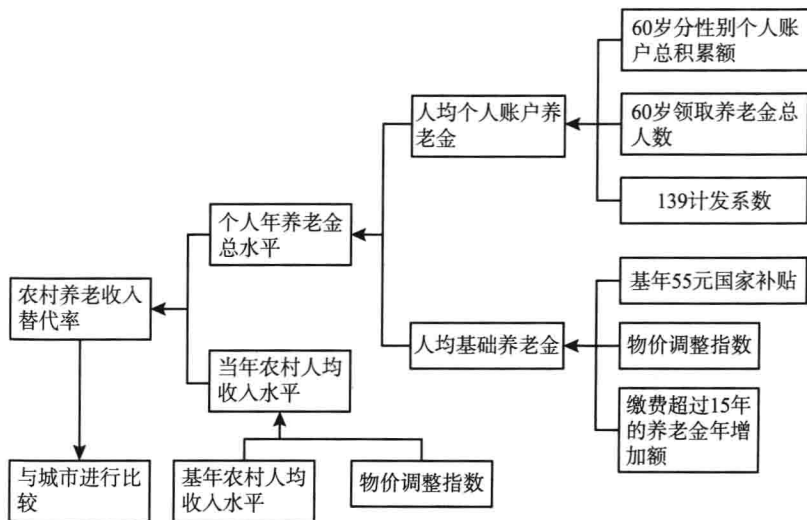 60岁分性别个人账
户总积累额
人均个人账户养
老金
60岁领取养老金总
人数
139计发系数
个人年养老金
总水平
基年55元国家补贴
农村养老收入
替代率
人均基础养老金
物价调整指数
当年农村人均
收入水平
缴费超过15年
的养老金年增
加额
与城市进行比
较
基年农村人均
收入水平
物价调整指数